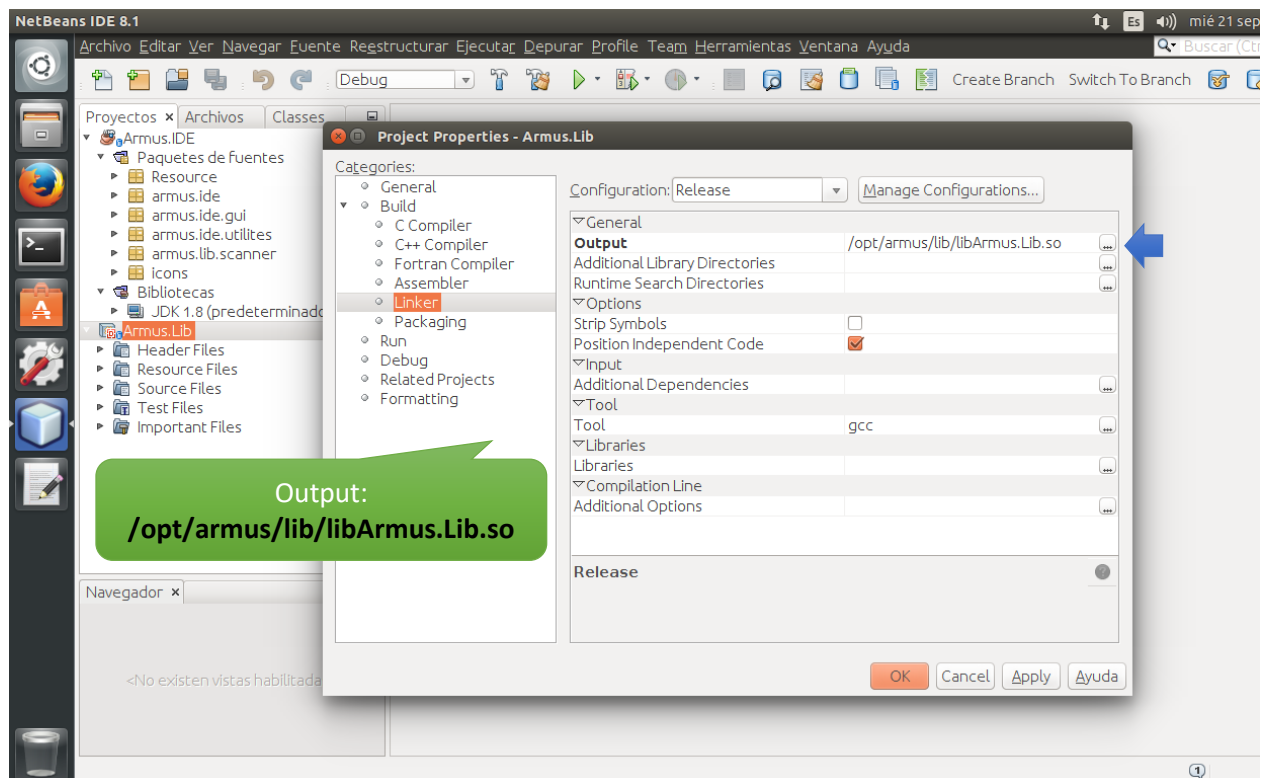 NetBeans IDE 8.1
Es
mié 21 sep
Archivo Editar Ver Navegar Fuente Reestructurar Ejecutar Depurar Profile Team Herramientas Ventana Ayuda
Buscar (Ctr
Debug
Create Branch
Switch To Branch
Proyectos
Archivos
Classes
Armus.IDE
Paquetes de fuentes
Resource
armus.ide
armus.ide.gui
armus.ide.utilites
armus.lib.scanner
icons
Bibliotecas
JDK 1.8 (predeterminado
Armus.Lib
Header Files
Resource Files
Source Files
Test Files
Important Files
Project Properties - Armus.Lib
Categories:
General
Build
C Compiler
C++ Compiler
Fortran Compiler
Assembler
Linker
Packaging
Run
Debug
Related Projects
Formatting
Configuration: Release
Manage Configurations...
General
Output /opt/armus/lib/libArmus.Lib.so ...
Additional Library Directories ...
Runtime Search Directories ...
Options
Strip Symbols
Position Independent Code
Input
Additional Dependencies ...
Tool
Tool gcc ...
Libraries
Libraries ...
Compilation Line
Additional Options ...
Release
OK Cancel Apply Ayuda
Output:
/opt/armus/lib/libArmus.Lib.so
Navegador
<No existen vistas habilitada
1